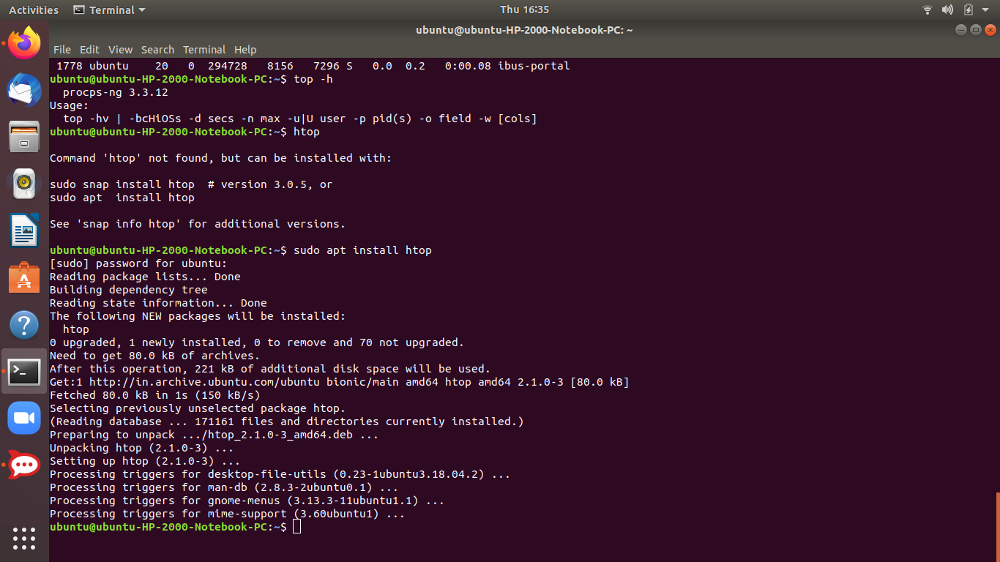 Activities Terminal Thu 16:35
ubuntu@ubuntu-HP-2000-Notebook-PC: ~
File Edit View Search Terminal Help
 1778 ubuntu    20   0  294728   8156   7296 S   0.0  0.2   0:00.08 ibus-portal
ubuntu@ubuntu-HP-2000-Notebook-PC:~$ top -h
  procps-ng 3.3.12
Usage:
  top -hv | -bcHiOSs -d secs -n max -u|U user -p pid(s) -o field -w [cols]
ubuntu@ubuntu-HP-2000-Notebook-PC:~$ htop
Command 'htop' not found, but can be installed with:
sudo snap install htop  # version 3.0.5, or
sudo apt  install htop
See 'snap info htop' for additional versions.
ubuntu@ubuntu-HP-2000-Notebook-PC:~$ sudo apt install htop
[sudo] password for ubuntu:
Reading package lists... Done
Building dependency tree
Reading state information... Done
The following NEW packages will be installed:
  htop
0 upgraded, 1 newly installed, 0 to remove and 70 not upgraded.
Need to get 80.0 kB of archives.
After this operation, 221 kB of additional disk space will be used.
Get:1 http://in.archive.ubuntu.com/ubuntu bionic/main amd64 htop amd64 2.1.0-3 [80.0 kB]
Fetched 80.0 kB in 1s (150 kB/s)
Selecting previously unselected package htop.
(Reading database ... 171161 files and directories currently installed.)
Preparing to unpack .../htop_2.1.0-3_amd64.deb ...
Unpacking htop (2.1.0-3) ...
Setting up htop (2.1.0-3) ...
Processing triggers for desktop-file-utils (0.23-1ubuntu3.18.04.2) ...
Processing triggers for man-db (2.8.3-2ubuntu0.1) ...
Processing triggers for gnome-menus (3.13.3-11ubuntu1.1) ...
Processing triggers for mime-support (3.60ubuntu1) ...
ubuntu@ubuntu-HP-2000-Notebook-PC:~$